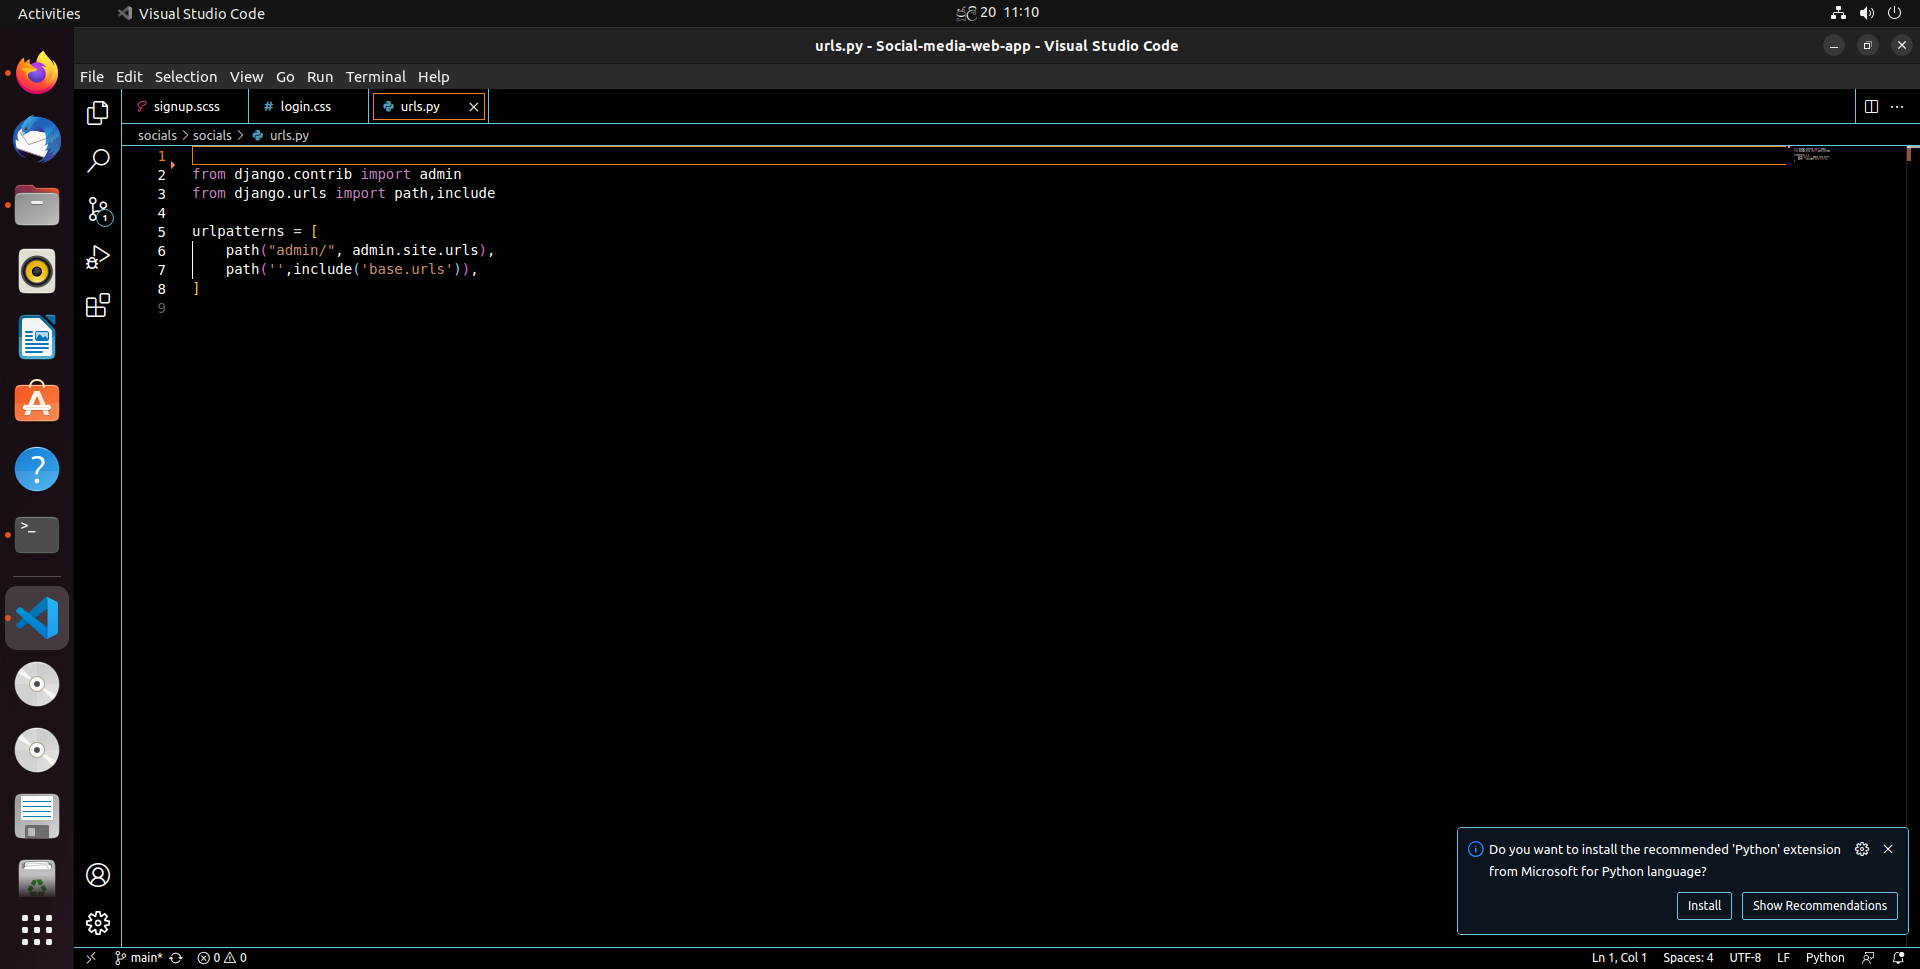 Activities
Visual Studio Code
ජූලි 20 11:10
urls.py - Social-media-web-app - Visual Studio Code
File Edit Selection View Go Run Terminal Help
signup.scss
# login.css
urls.py
socials > socials > urls.py
1
2 from django.contrib import admin
3 from django.urls import path,include
4
5 urlpatterns = [
6     path("admin/", admin.site.urls),
7     path('',include('base.urls')),
8 ]
9
1
Do you want to install the recommended 'Python' extension
from Microsoft for Python language?
Install
Show Recommendations
main* 0 0
Ln 1, Col 1 Spaces: 4 UTF-8 LF Python